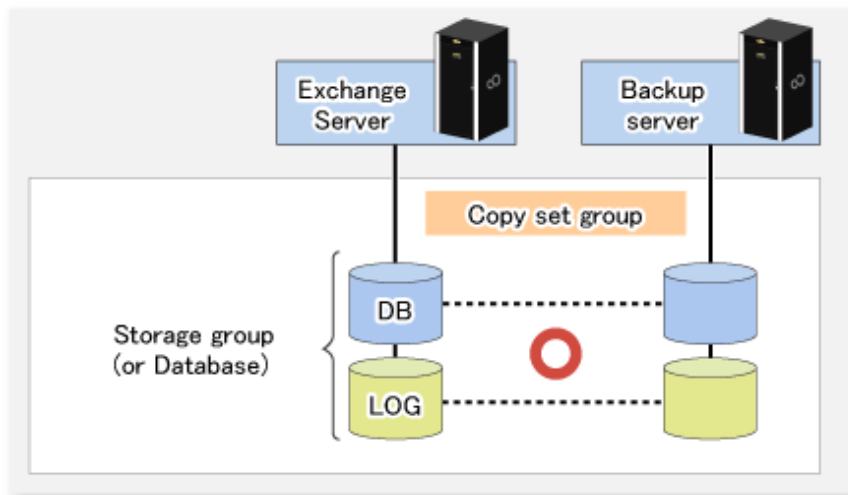 Exchange
Server
Backup
server
Copy set group
DB
Storage group
(or Database)
LOG